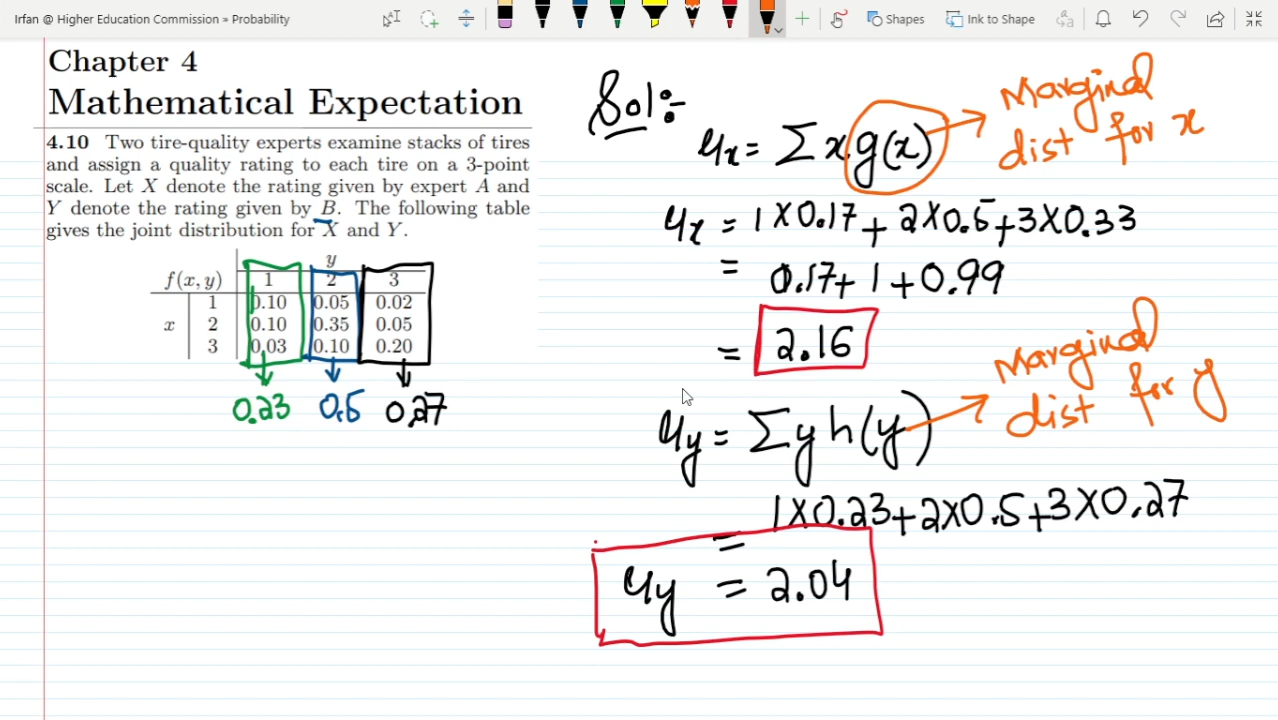 Irfan @ Higher Education Commission » Probability
Shapes
Ink to Shape
Chapter 4
Mathematical Expectation
4.10 Two tire-quality experts examine stacks of tires
and assign a quality rating to each tire on a 3-point
scale. Let X denote the rating given by expert A and
Y denote the rating given by B. The following table
gives the joint distribution for X and Y.
y
f(x, y) 1 2 3
1 0.10 0.05 0.02
x 2 0.10 0.35 0.05
3 0.03 0.10 0.20
0.23 0.5 0.27
Sol:-
μx = Σxg(x)
Marginal
dist for x
μx = 1×0.17+2×0.5+3×0.33
= 0.17+1+0.99
= 2.16
μy = Σyh(y)
Marginal
dist for y
= 1×0.23+2×0.5+3×0.27
μy = 2.04